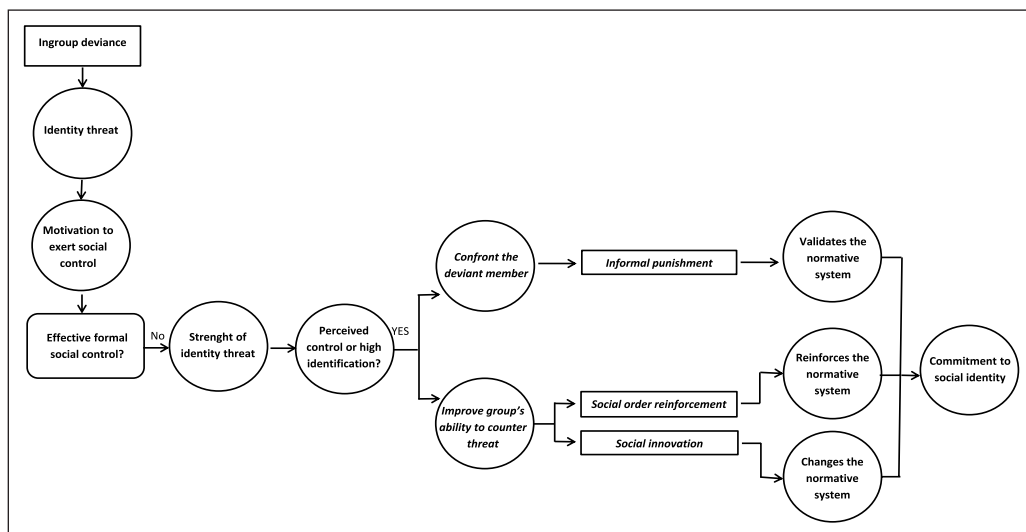 Ingroup deviance
Identity threat
Motivation to
exert social
control
Effective formal
social control?
No
Strenght of
identity threat
Perceived
control or high
identification?
YES
Confront the
deviant member
Informal punishment
Validates the
normative
system
Improve group's
ability to counter
threat
Social order reinforcement
Social innovation
Reinforces the
normative
system
Changes the
normative
system
Commitment to
social identity